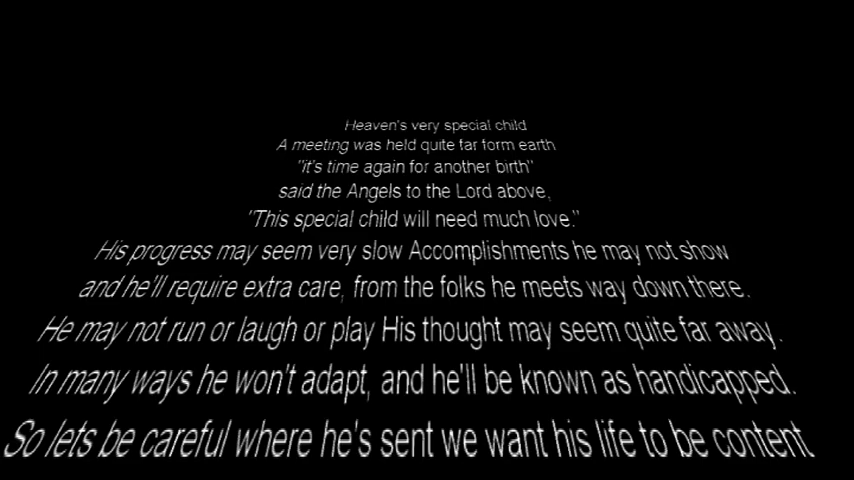 Heaven's very special child
A meeting was held quite far form earth
"it's time again for another birth"
said the Angels to the Lord above,
"This special child will need much love."
His progress may seem very slow Accomplishments he may not show
and he'll require extra care, from the folks he meets way down there.
He may not run or laugh or play His thought may seem quite far away.
In many ways he won't adapt, and he'll be known as handicapped.
So lets be careful where he's sent we want his life to be content